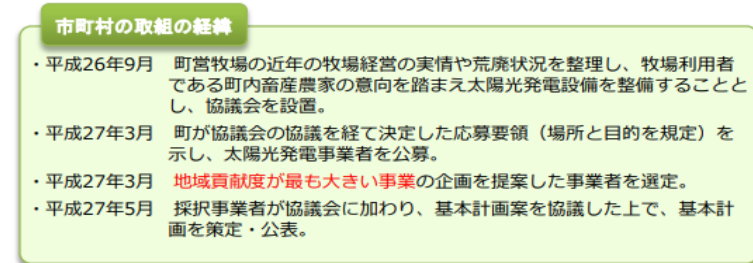 市町村の取組の経緯
・平成26年9月　町営牧場の近年の牧場経営の実情や荒廃状況を整理し、牧場利用者
である町内畜産農家の意向を踏まえ太陽光発電設備を整備することと
し、協議会を設置。
・平成27年3月　町が協議会の協議を経て決定した応募要領（場所と目的を規定）を
示し、太陽光発電事業者を公募。
・平成27年3月　地域貢献度が最も大きい事業の企画を提案した事業者を選定。
・平成27年5月　採択事業者が協議会に加わり、基本計画案を協議した上で、基本計
画を策定・公表。